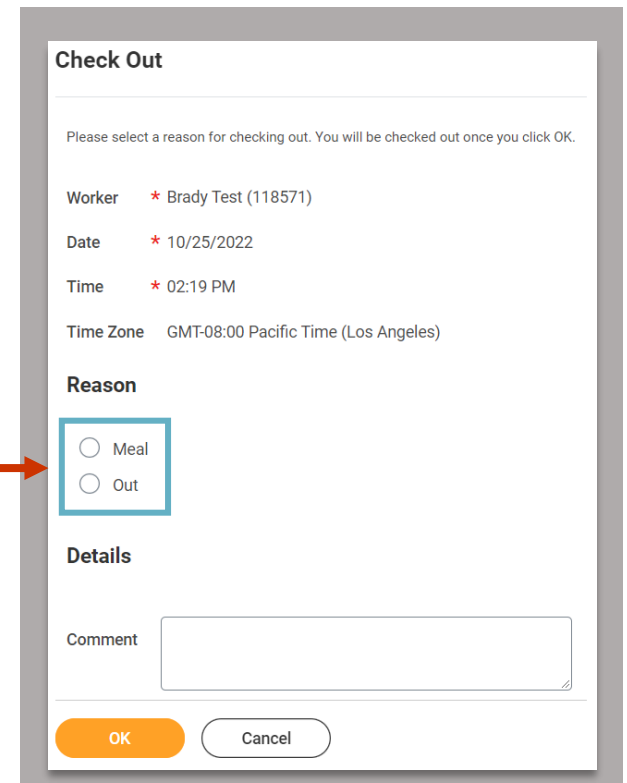 Check Out
Please select a reason for checking out. You will be checked out once you click OK.
Worker * Brady Test (118571)
Date * 10/25/2022
Time * 02:19 PM
Time Zone GMT-08:00 Pacific Time (Los Angeles)
Reason
Meal
Out
Details
Comment
OK Cancel